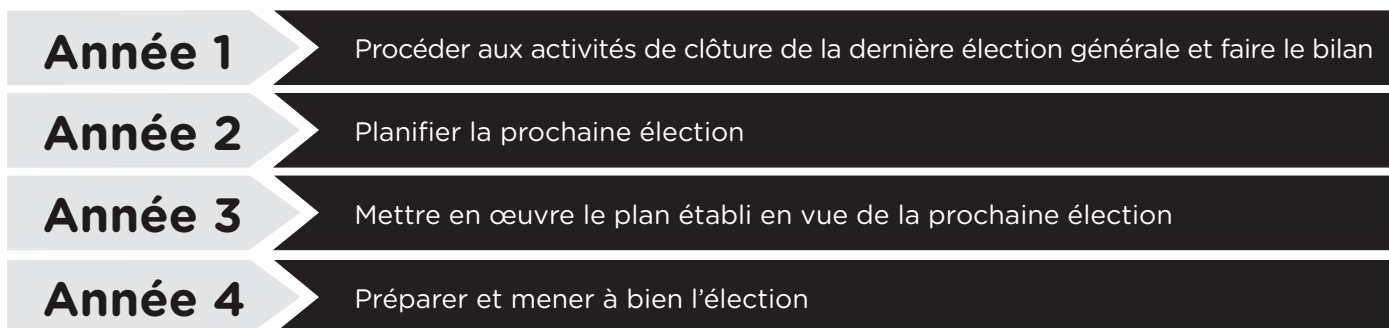 Année 1
Procéder aux activités de clôture de la dernière élection générale et faire le bilan
Année 2
Planifier la prochaine élection
Année 3
Mettre en œuvre le plan établi en vue de la prochaine élection
Année 4
Préparer et mener à bien l’élection